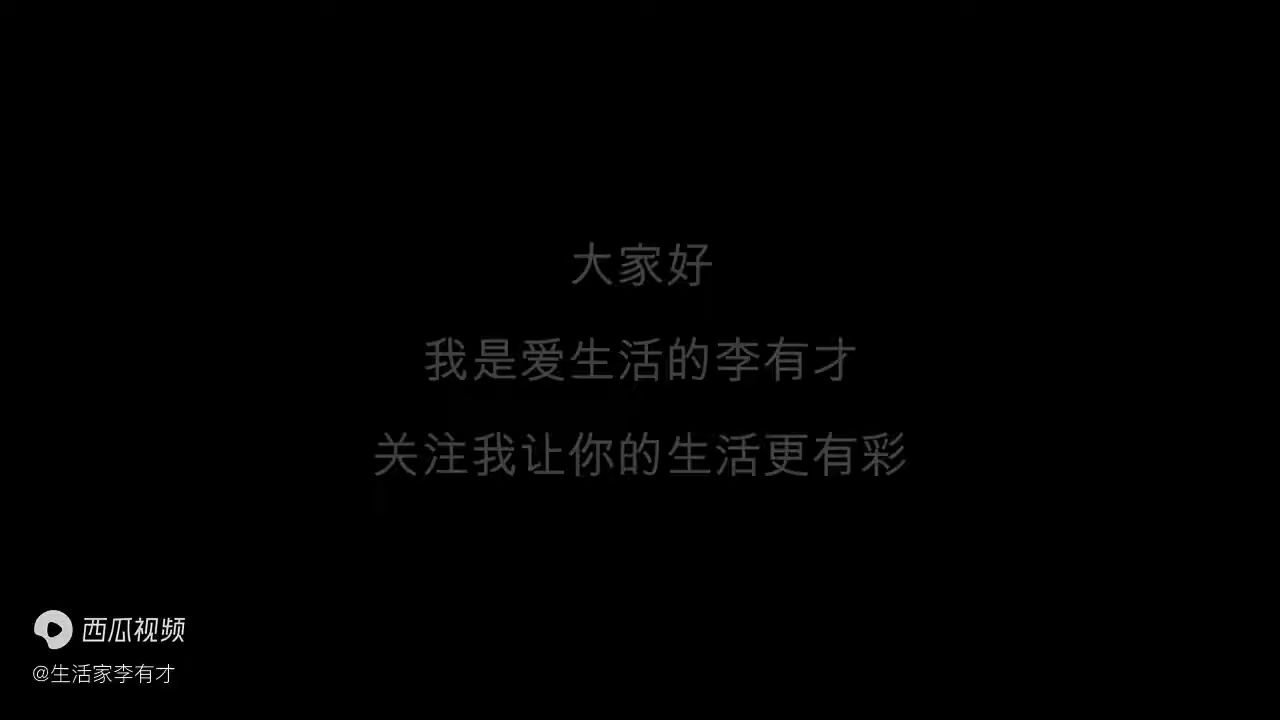 大家好
我是爱生活的李有才
关注我让你的生活更有彩
西瓜视频
@生活家李有才